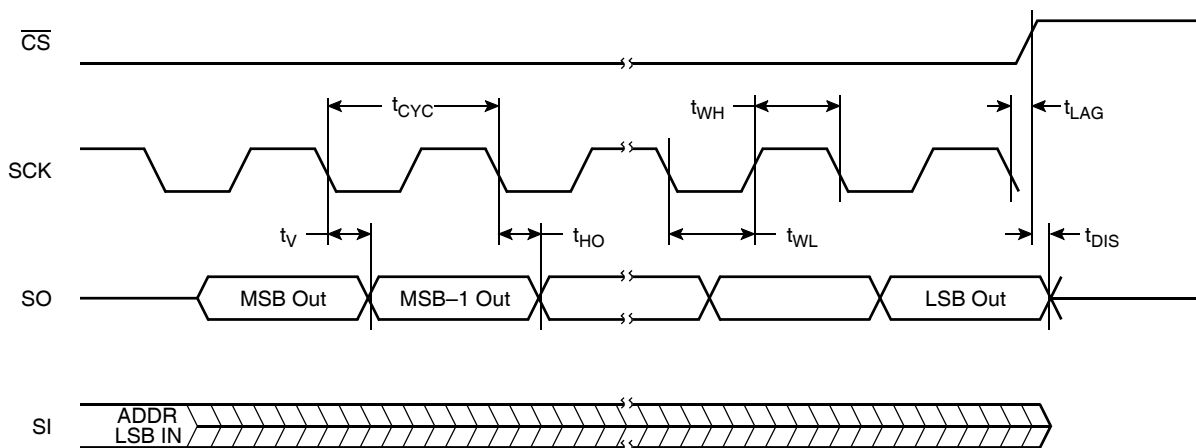 CS
tCYC
tWH
tLAG
SCK
tV
tHO
tWL
tDIS
SO
MSB Out
MSB–1 Out
LSB Out
SI
ADDR
LSB IN